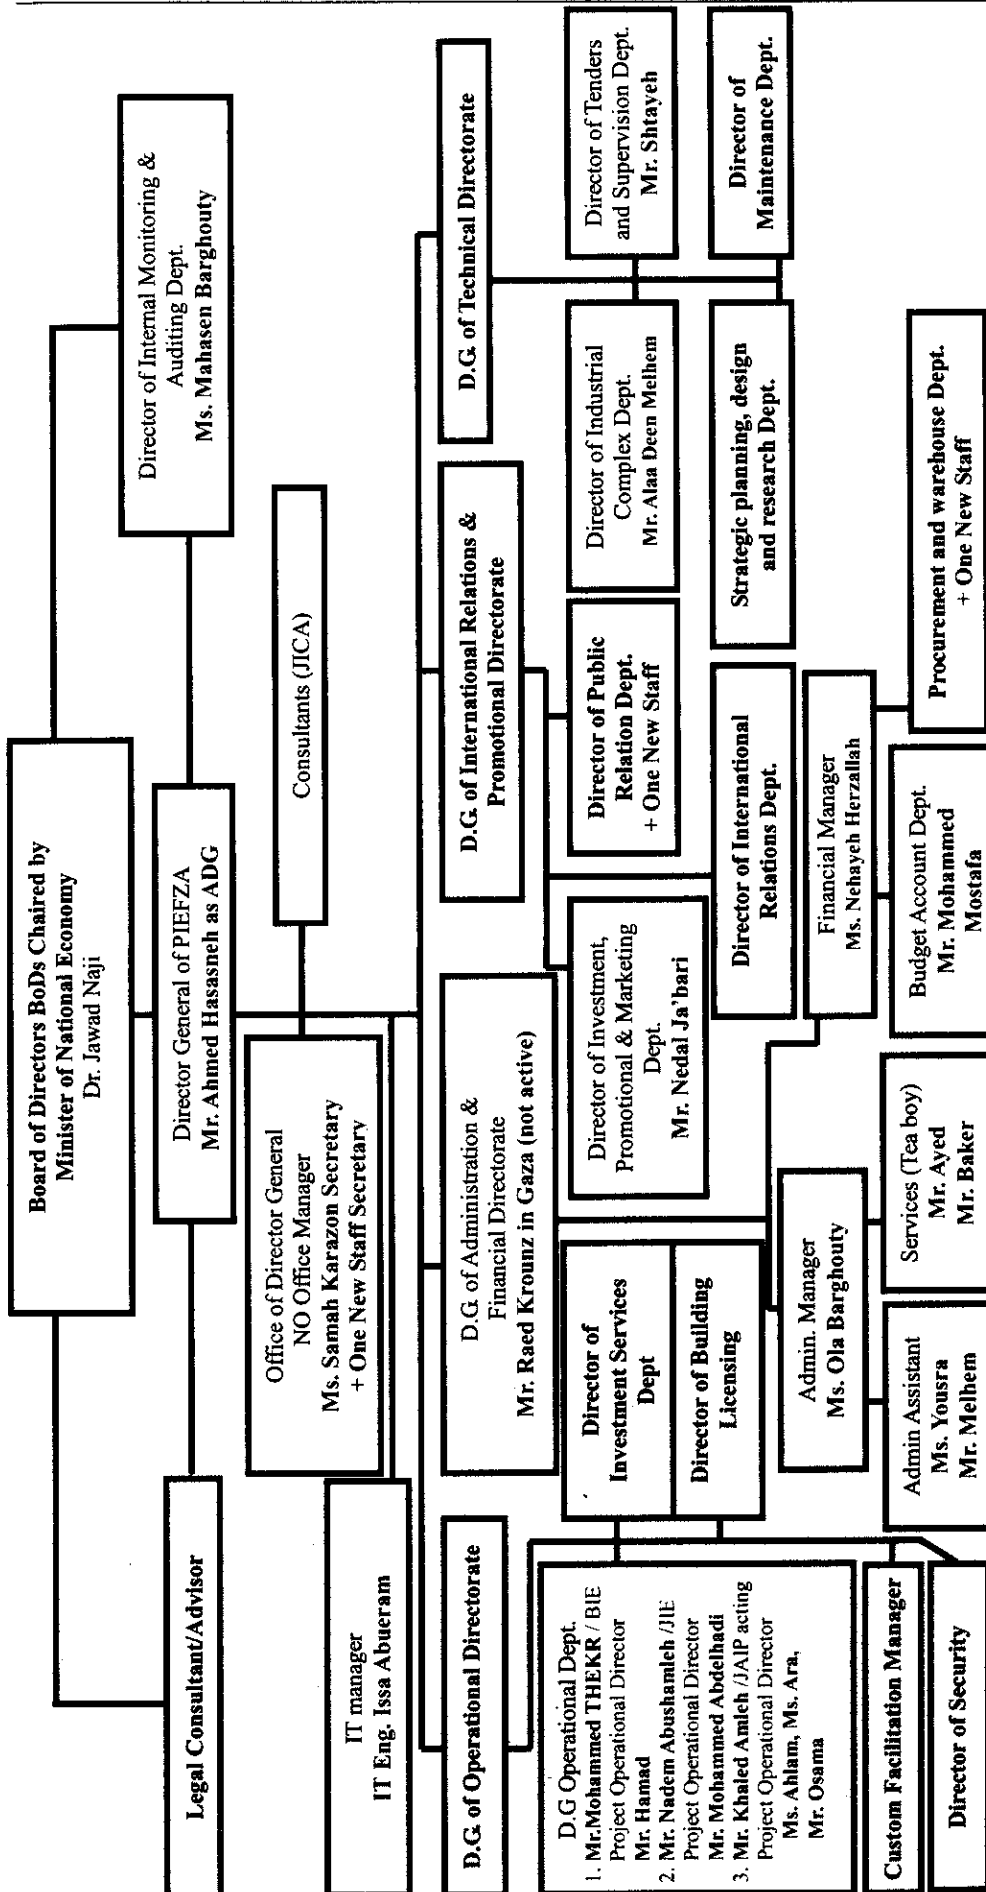 Board of Directors BoDs Chaired by
Minister of National Economy
Dr. Jawad Naji
Legal Consultant/Advisor
Director General of PIEFZA
Mr. Ahmed Hasasneh as ADG
Director of Internal Monitoring &
Auditing Dept.
Ms. Mahasen Barghouty
Office of Director General
NO Office Manager
Ms. Samah Karazon Secretary
+ One New Staff Secretary
Consultants (JICA)
IT manager
IT Eng. Issa Abueram
D.G. of Operational Directorate
D.G. of Administration &
Financial Directorate
Mr. Raed Krounz in Gaza (not active)
D.G. of International Relations &
Promotional Directorate
D.G. of Technical Directorate
D.G Operational Dept.
1. Mr.Mohammed THEKR / BIE
Project Operational Director
Mr. Hamad
2. Mr. Nadem Abushamleh /JIE
Project Operational Director
Mr. Mohammed Abdelhadi
3. Mr. Khaled Amleh /JAIP acting
Project Operational Director
Ms. Ahlam, Ms. Ara,
Mr. Osama
Director of
Investment Services
Dept
Director of Building
Licensing
Director of Investment,
Promotional & Marketing
Dept.
Mr. Nedal Ja'bari
Director of Public
Relation Dept.
+ One New Staff
Director of Industrial
Complex Dept.
Mr. Alaa Deen Melhem
Director of Tenders
and Supervision Dept.
Mr. Shtayeh
Director of International
Relations Dept.
Strategic planning, design
and research Dept.
Director of
Maintenance Dept.
Admin. Manager
Ms. Ola Barghouty
Financial Manager
Ms. Nehayeh Herzallah
Custom Facilitation Manager
Director of Security
Admin Assistant
Ms. Yousra
Mr. Melhem
Services (Tea boy)
Mr. Ayed
Mr. Baker
Budget Account Dept.
Mr. Mohammed
Mostafa
Procurement and warehouse Dept.
+ One New Staff